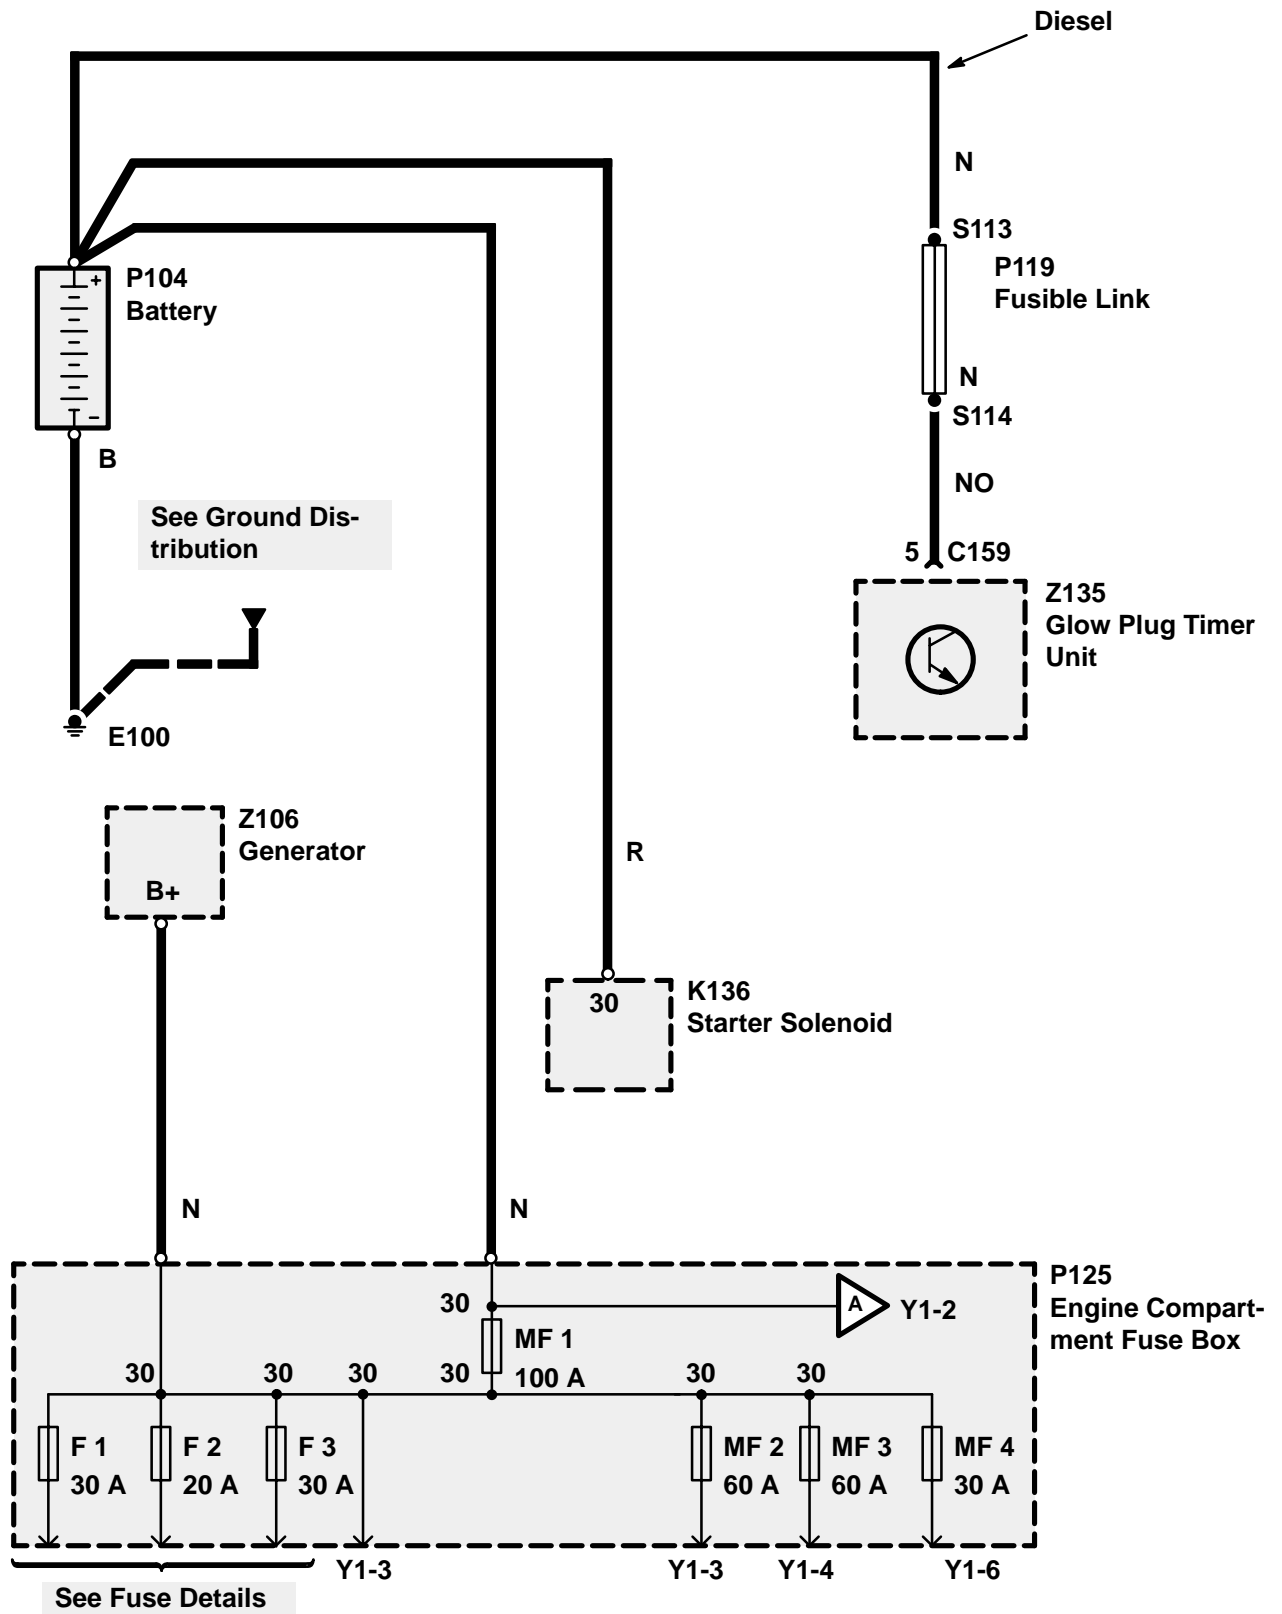 Diesel
N
S113
P119
Fusible Link
P104
Battery
+
−
N
S114
B
NO
See Ground Dis-
tribution
5 C159
Z135
Glow Plug Timer
Unit
E100
Z106
Generator
B+
R
K136
Starter Solenoid
30
N
N
P125
Engine Compart-
ment Fuse Box
30
A
Y1-2
MF 1
100 A
30 30 30 30 30 30
F 1
30 A
F 2
20 A
F 3
30 A
MF 2
60 A
MF 3
60 A
MF 4
30 A
Y1-3 Y1-3 Y1-4 Y1-6
See Fuse Details